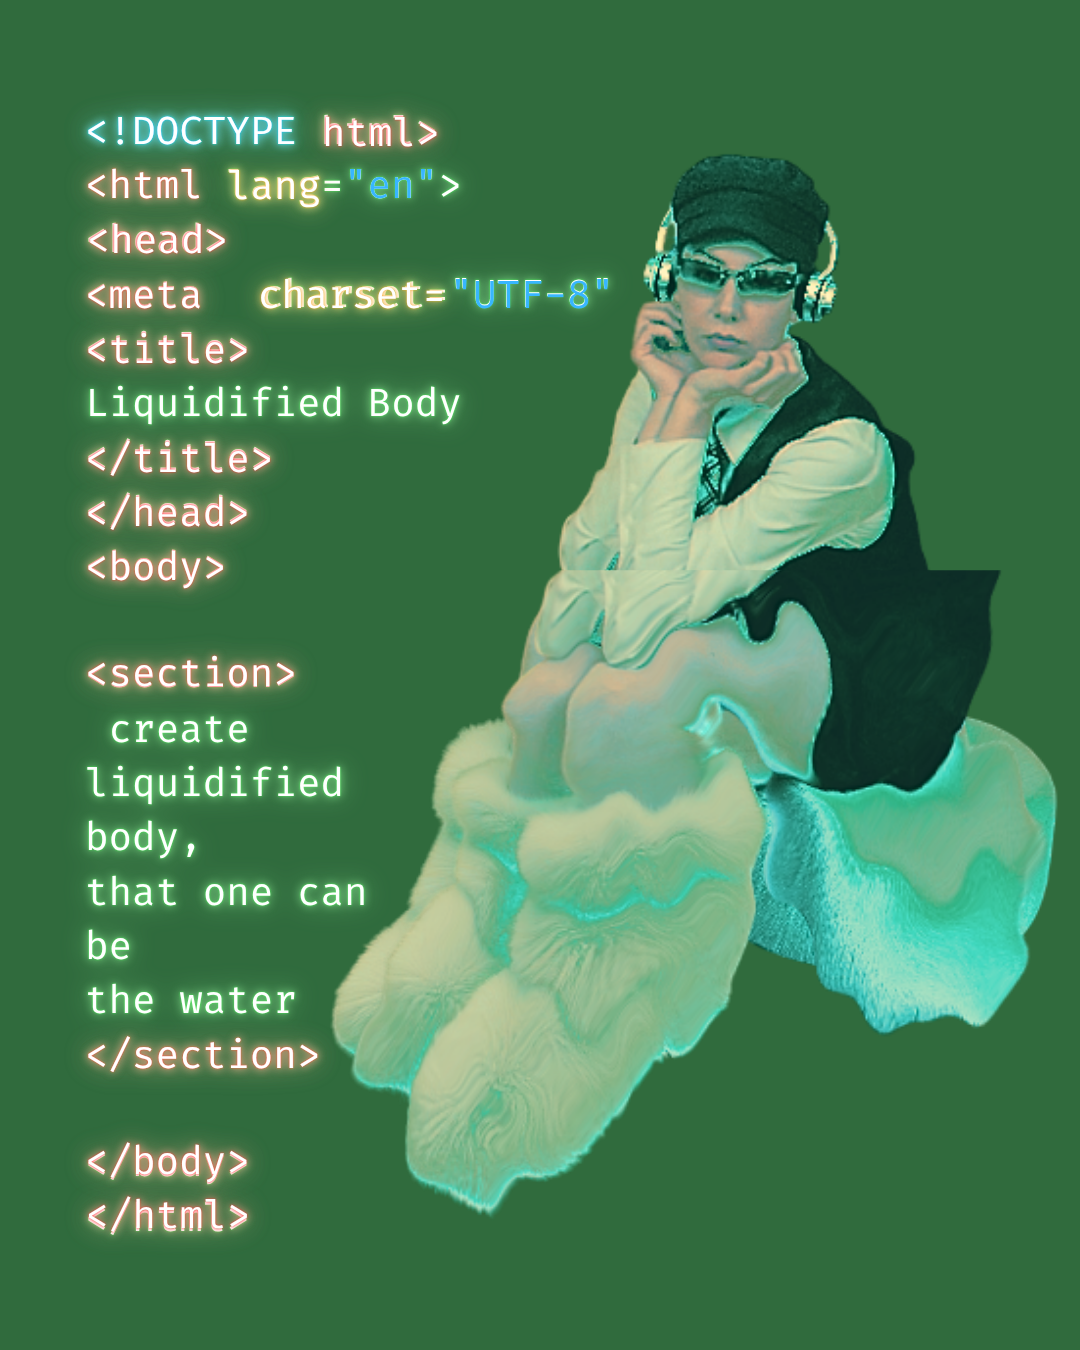 <!DOCTYPE html>
<html lang="en">
<head>
<meta charset="UTF-8"
<title>
Liquidified Body
</title>
</head>
<body>
<section>
create
liquidified
body,
that one can
be
the water
</section>
</body>
</html>